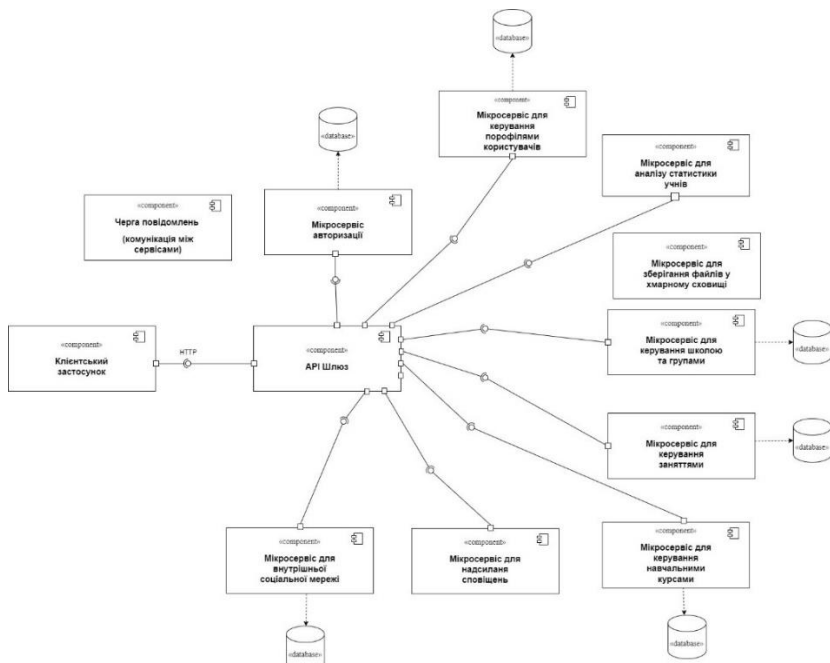 «database»
«component»
Мікросервіс для
керування
порофілями
користувачів
«database»
«component»
Мікросервіс для
аналізу статистики
учнів
«component»
Черга повідомлень
(комунікація між
сервісами)
«component»
Мікросервіс
авторизації
«component»
Мікросервіс для
зберігання файлів у
хмарному сховищі
«component»
Клієнтський
застосунок
HTTP
«component»
API Шлюз
«component»
Мікросервіс для
керування школою
та групами
«database»
«component»
Мікросервіс для
керування
заняттями
«database»
«component»
Мікросервіс для
внутрішньої
соціальної мережі
«component»
Мікросервіс для
надсиланя
сповіщень
«component»
Мікросервіс для
керування
навчальними
курсами
«database»
«database»